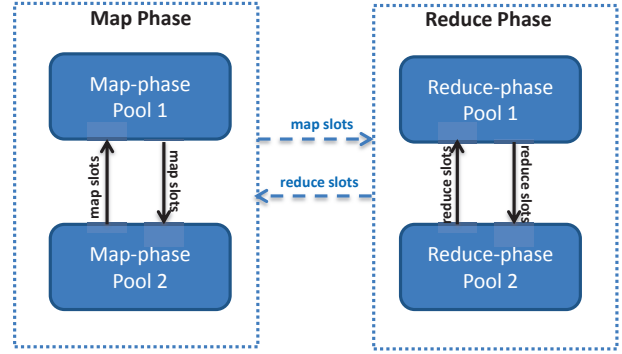 Map Phase
Map-phase
Pool 1
map slots
map slots
Map-phase
Pool 2
map slots
reduce slots
Reduce Phase
Reduce-phase
Pool 1
reduce slots
reduce slots
Reduce-phase
Pool 2